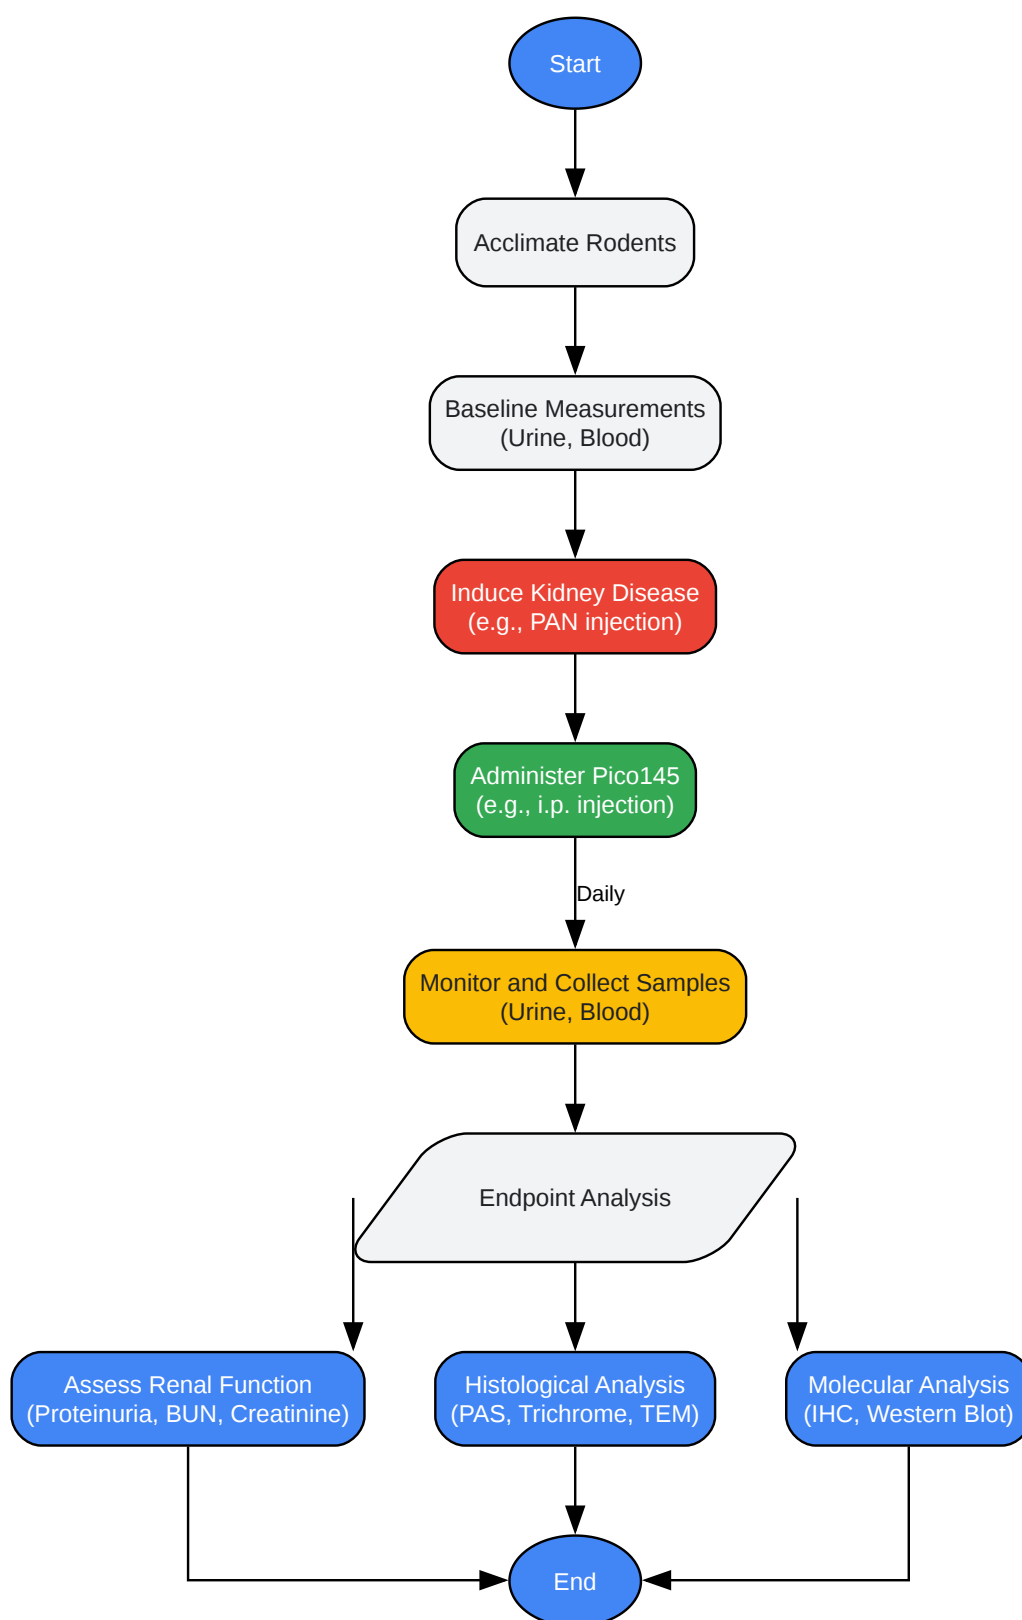 Start
Acclimate Rodents
Baseline Measurements
(Urine, Blood)
Induce Kidney Disease
(e.g., PAN injection)
Administer Pico145
(e.g., i.p. injection)
Daily
Monitor and Collect Samples
(Urine, Blood)
Endpoint Analysis
Assess Renal Function
(Proteinuria, BUN, Creatinine)
Histological Analysis
(PAS, Trichrome, TEM)
Molecular Analysis
(IHC, Western Blot)
End